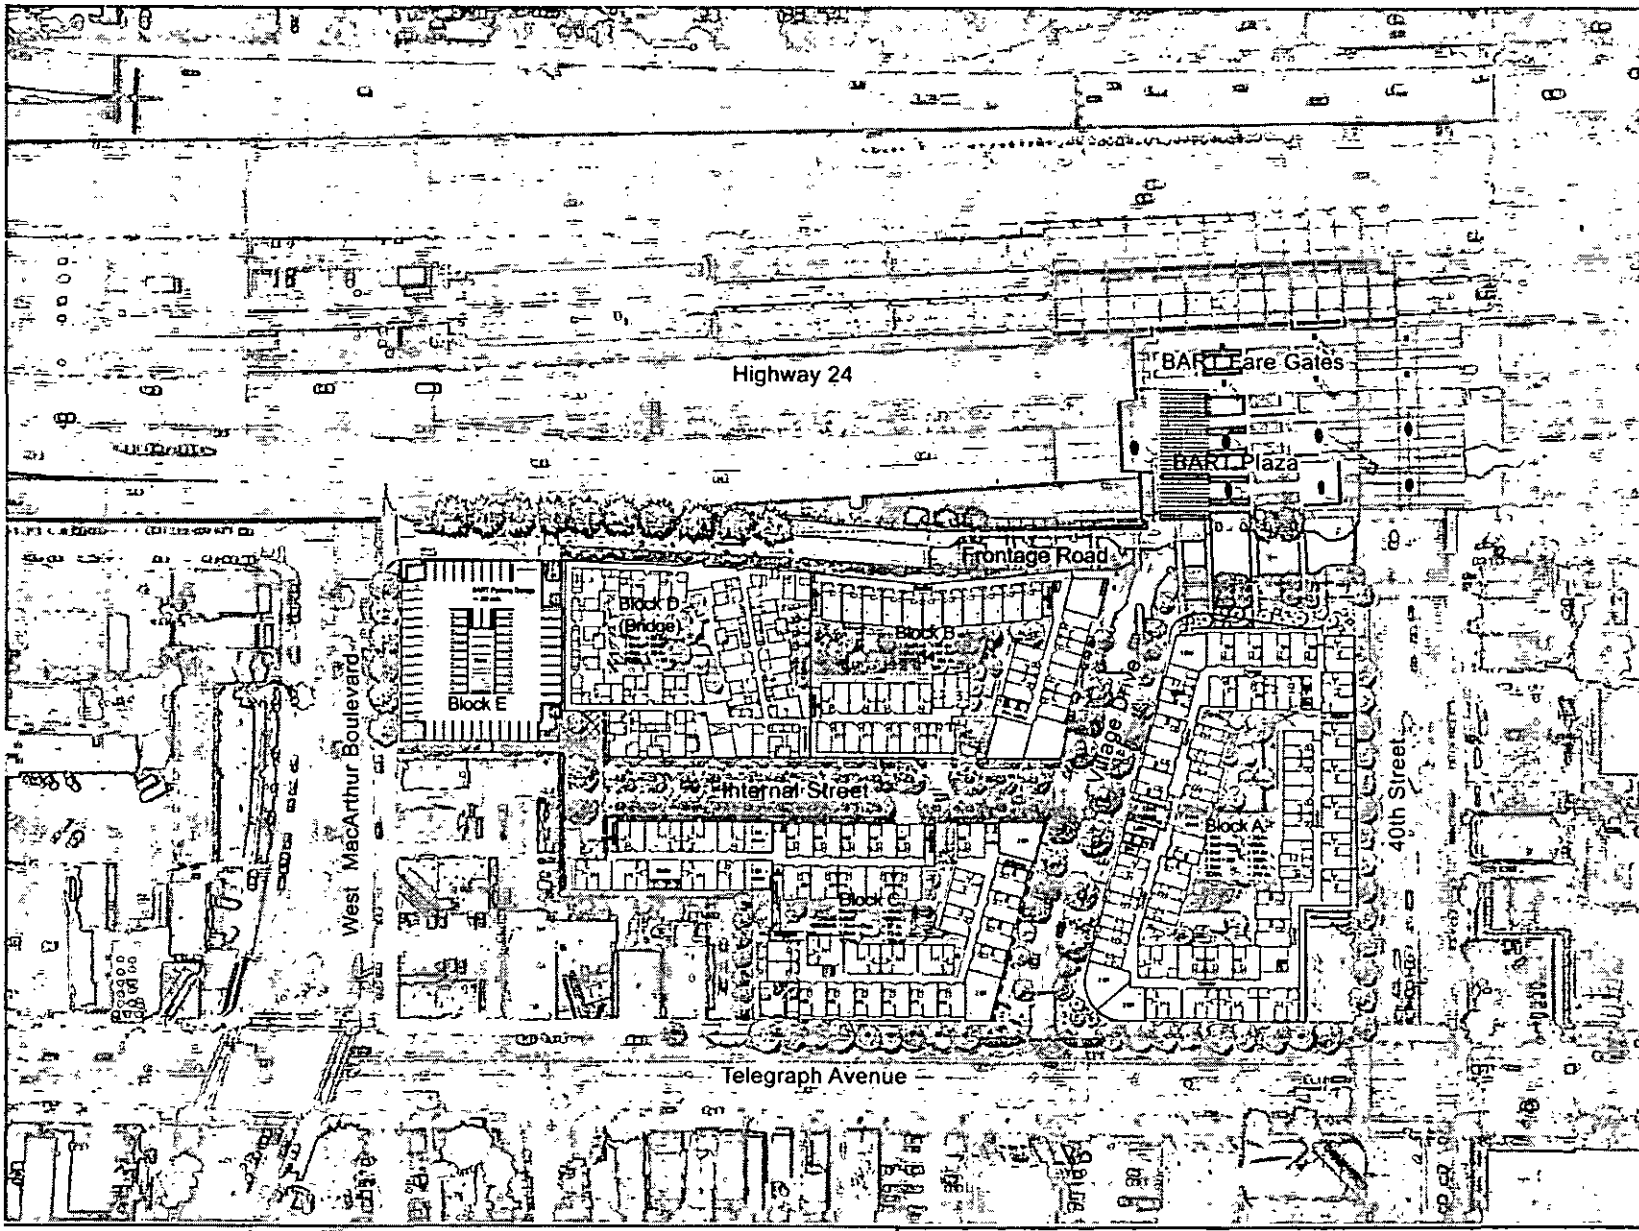 Highway 24
BART Fare Gates
BART Plaza
Frontage Road
Block D
(Bridge)
Block B
Block E
West MacArthur Boulevard
Village Drive
Internal Street
40th Street
Block A
Block C
Telegraph Avenue